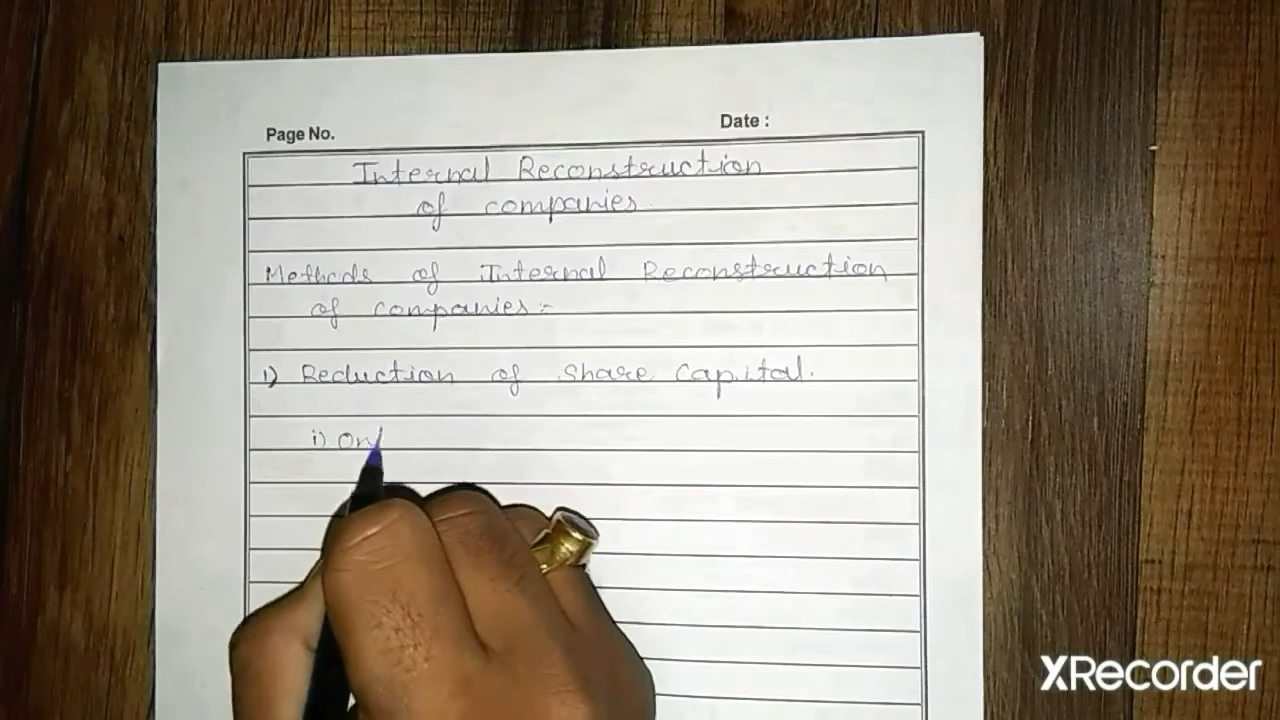 Page No.
Date :
Internal Reconstruction
of companies.
Methods of Internal Reconstruction
of companies :-
1) Reduction of share capital.
i) Onl
XRecorder